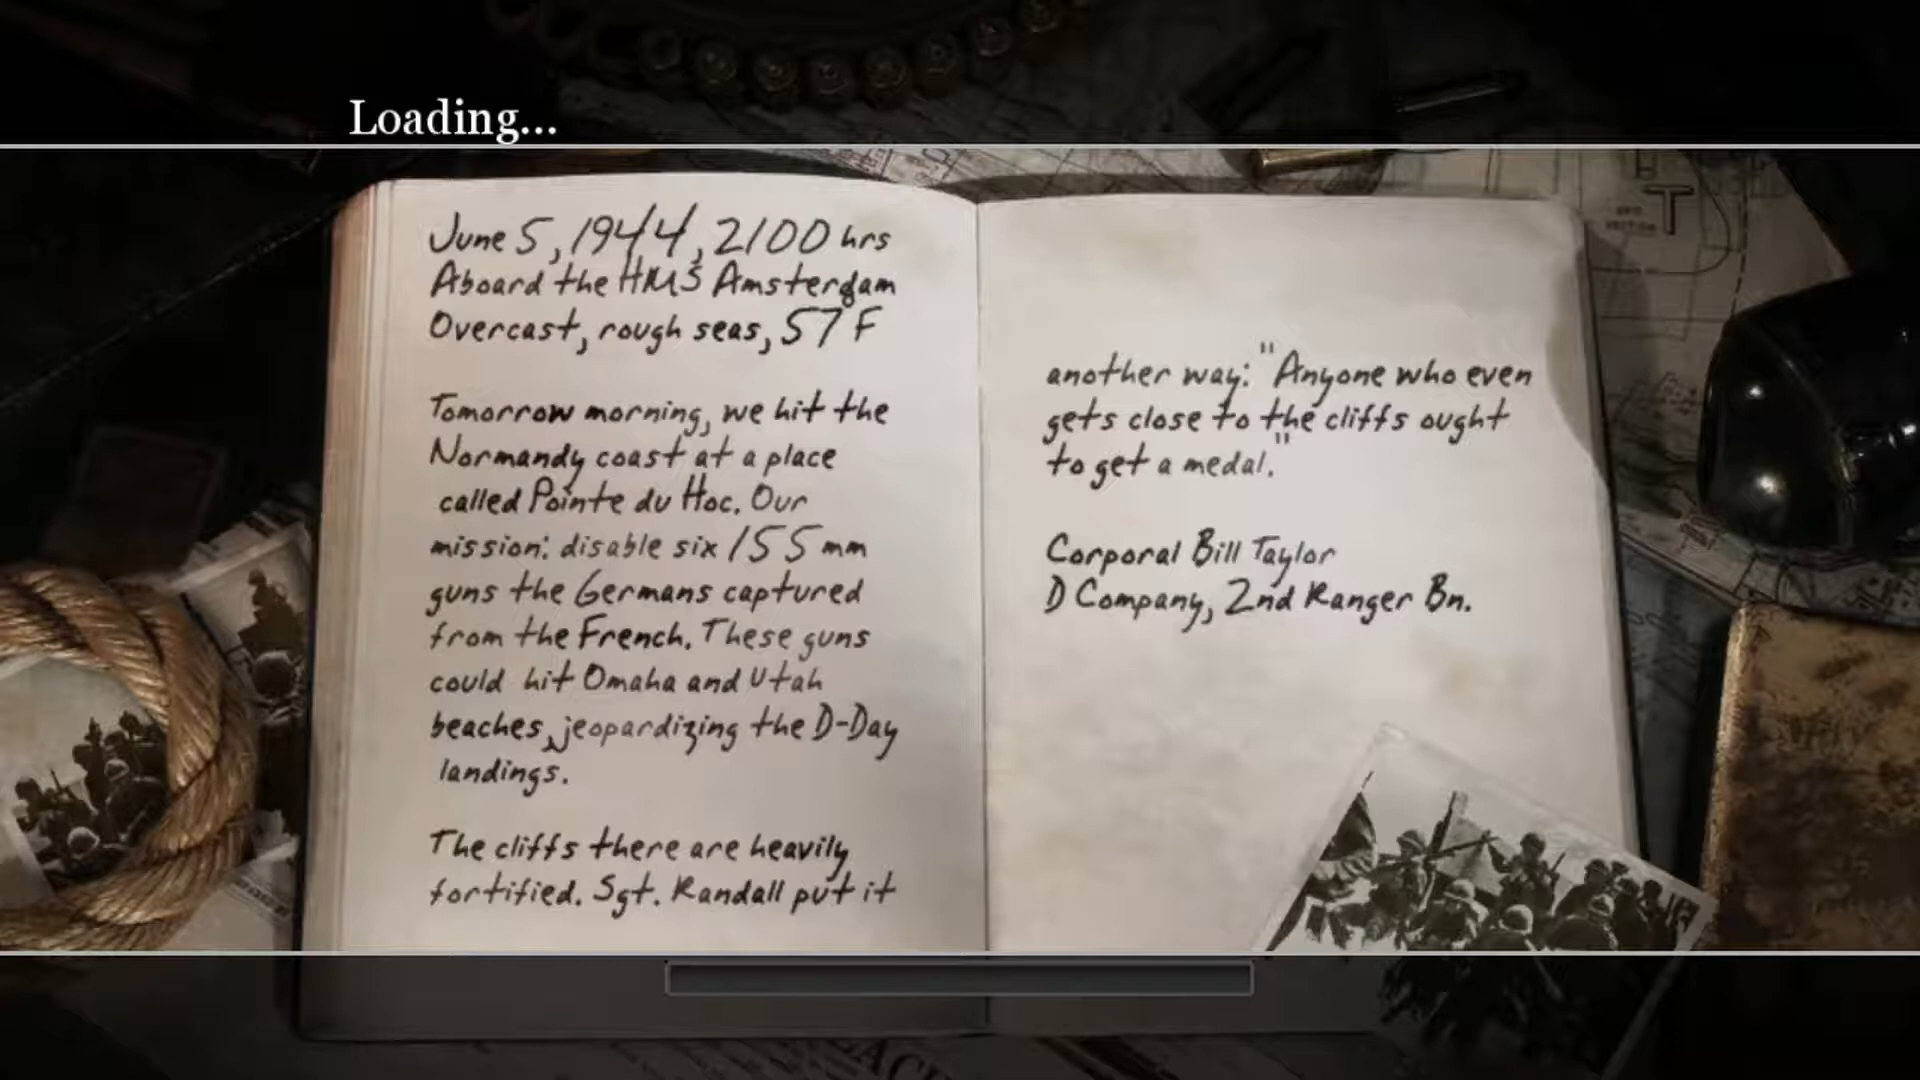 Loading...
June 5, 1944, 2100 hrs
Aboard the HMS Amsterdam
Overcast, rough seas, 57 F
Tomorrow morning, we hit the
Normandy coast at a place
called Pointe du Hoc. Our
mission: disable six 155 mm
guns the Germans captured
from the French. These guns
could hit Omaha and Utah
beaches, jeopardizing the D-Day
landings.
The cliffs there are heavily
fortified. Sgt. Randall put it
another way: "Anyone who even
gets close to the cliffs ought
to get a medal."
Corporal Bill Taylor
D Company, 2nd Ranger Bn.